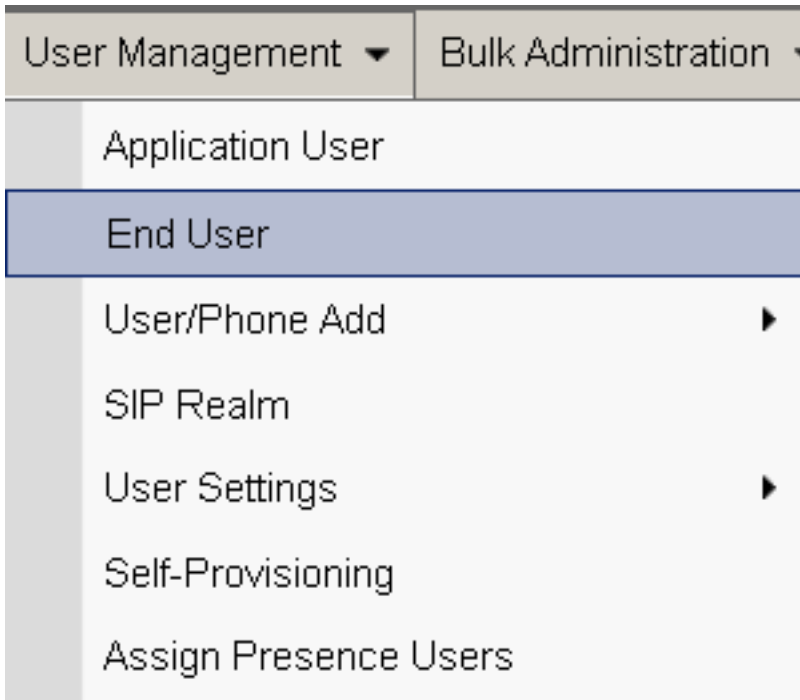 User Management Bulk Administration
Application User
End User
User/Phone Add
SIP Realm
User Settings
Self-Provisioning
Assign Presence Users